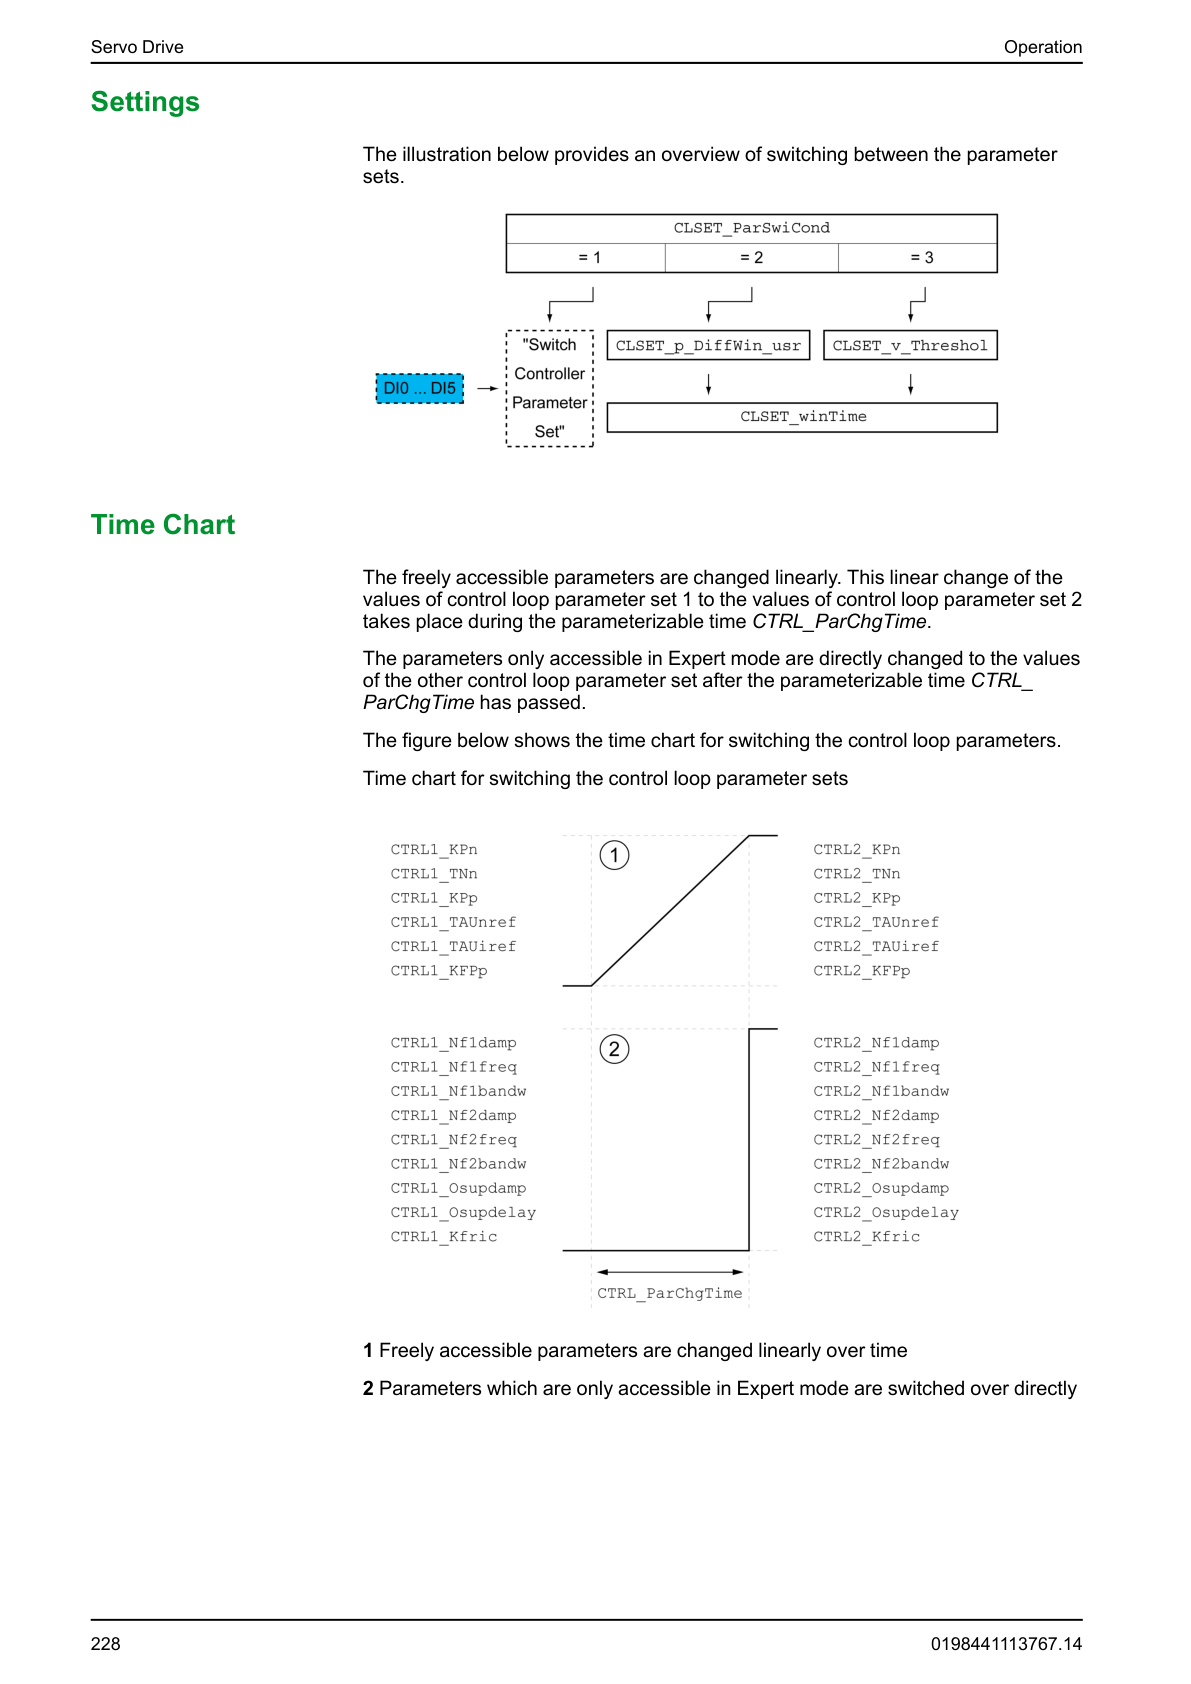 Servo Drive
Operation
Settings
The illustration below provides an overview of switching between the parameter
sets.
CLSET_ParSwiCond
= 1
= 2
= 3
"Switch
Controller
Parameter
Set"
CLSET_p_DiffWin_usr
CLSET_v_Threshol
DI0 ... DI5
CLSET_winTime
Time Chart
The freely accessible parameters are changed linearly. This linear change of the
values of control loop parameter set 1 to the values of control loop parameter set 2
takes place during the parameterizable time CTRL_ParChgTime.
The parameters only accessible in Expert mode are directly changed to the values
of the other control loop parameter set after the parameterizable time CTRL_
ParChgTime has passed.
The figure below shows the time chart for switching the control loop parameters.
Time chart for switching the control loop parameter sets
CTRL1_KPn
CTRL1_TNn
CTRL1_KPp
CTRL1_TAUnref
CTRL1_TAUiref
CTRL1_KFPp
1
CTRL2_KPn
CTRL2_TNn
CTRL2_KPp
CTRL2_TAUnref
CTRL2_TAUiref
CTRL2_KFPp
CTRL1_Nf1damp
CTRL1_Nf1freq
CTRL1_Nf1bandw
CTRL1_Nf2damp
CTRL1_Nf2freq
CTRL1_Nf2bandw
CTRL1_Osupdamp
CTRL1_Osupdelay
CTRL1_Kfric
2
CTRL2_Nf1damp
CTRL2_Nf1freq
CTRL2_Nf1bandw
CTRL2_Nf2damp
CTRL2_Nf2freq
CTRL2_Nf2bandw
CTRL2_Osupdamp
CTRL2_Osupdelay
CTRL2_Kfric
CTRL_ParChgTime
1 Freely accessible parameters are changed linearly over time
2 Parameters which are only accessible in Expert mode are switched over directly
228
0198441113767.14